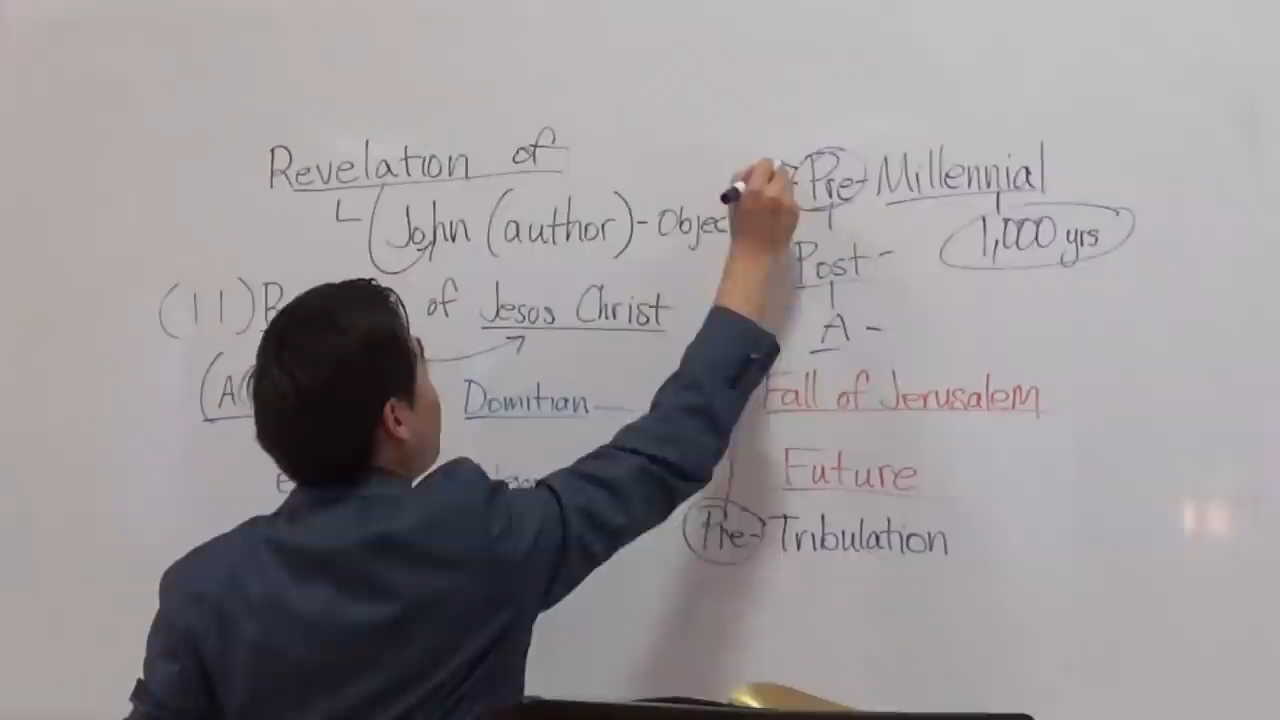 Revelation of
John (author) - Objec
(11) of Jesus Christ
Domitian
Pre- Millennial
1,000 yrs
Post -
A -
Fall of Jerusalem
Future
Pre- Tribulation